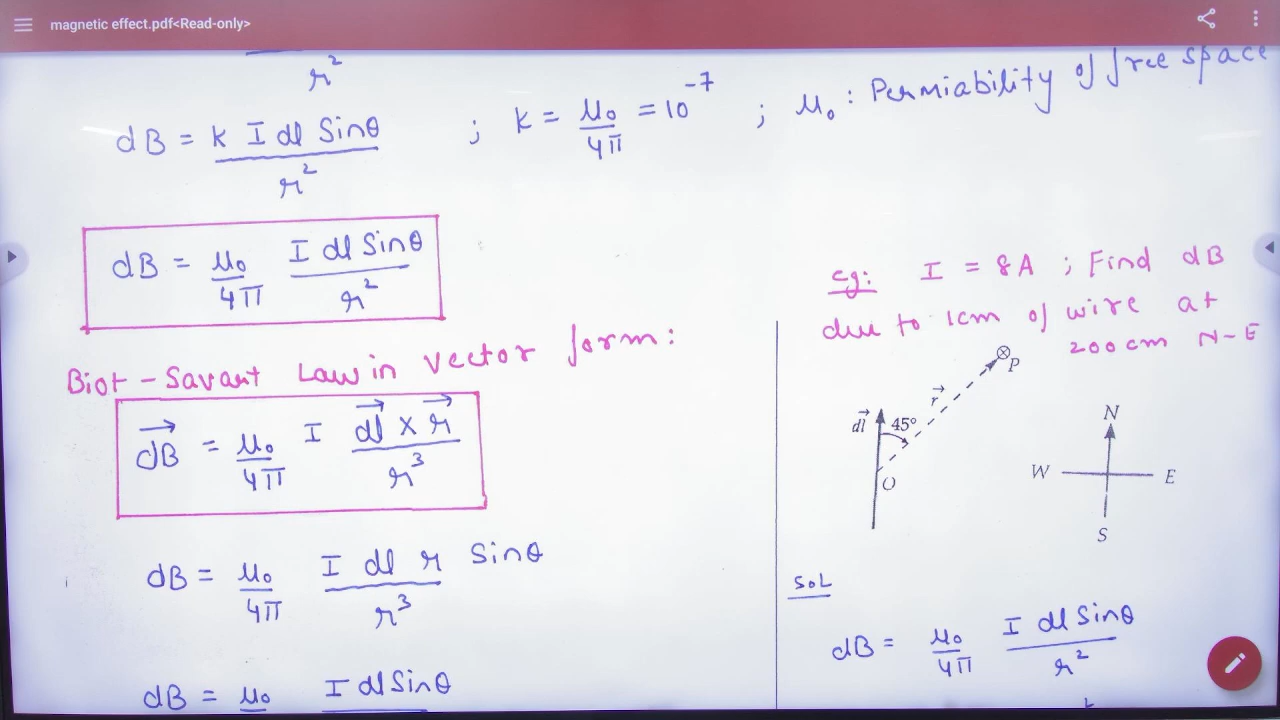 magnetic effect.pdf<Read-only>
r²
dB = k I dl Sinθ / r² ; k = μ₀/4π = 10⁻⁷ ; μ₀ : Permiability of free space
dB = μ₀/4π I dl Sinθ / r²
Biot - Savart Law in vector form :
dB⃗ = μ₀/4π I dl⃗ × r⃗ / r³
dB = μ₀/4π I dl r Sinθ / r³
dB = μ₀ I dl Sinθ
eg: I = 8A ; Find dB
due to 1cm of wire at
200 cm N-E
P
r⃗
dl⃗ 45°
O
N
W E
S
Sol
dB = μ₀/4π I dl Sinθ / r²